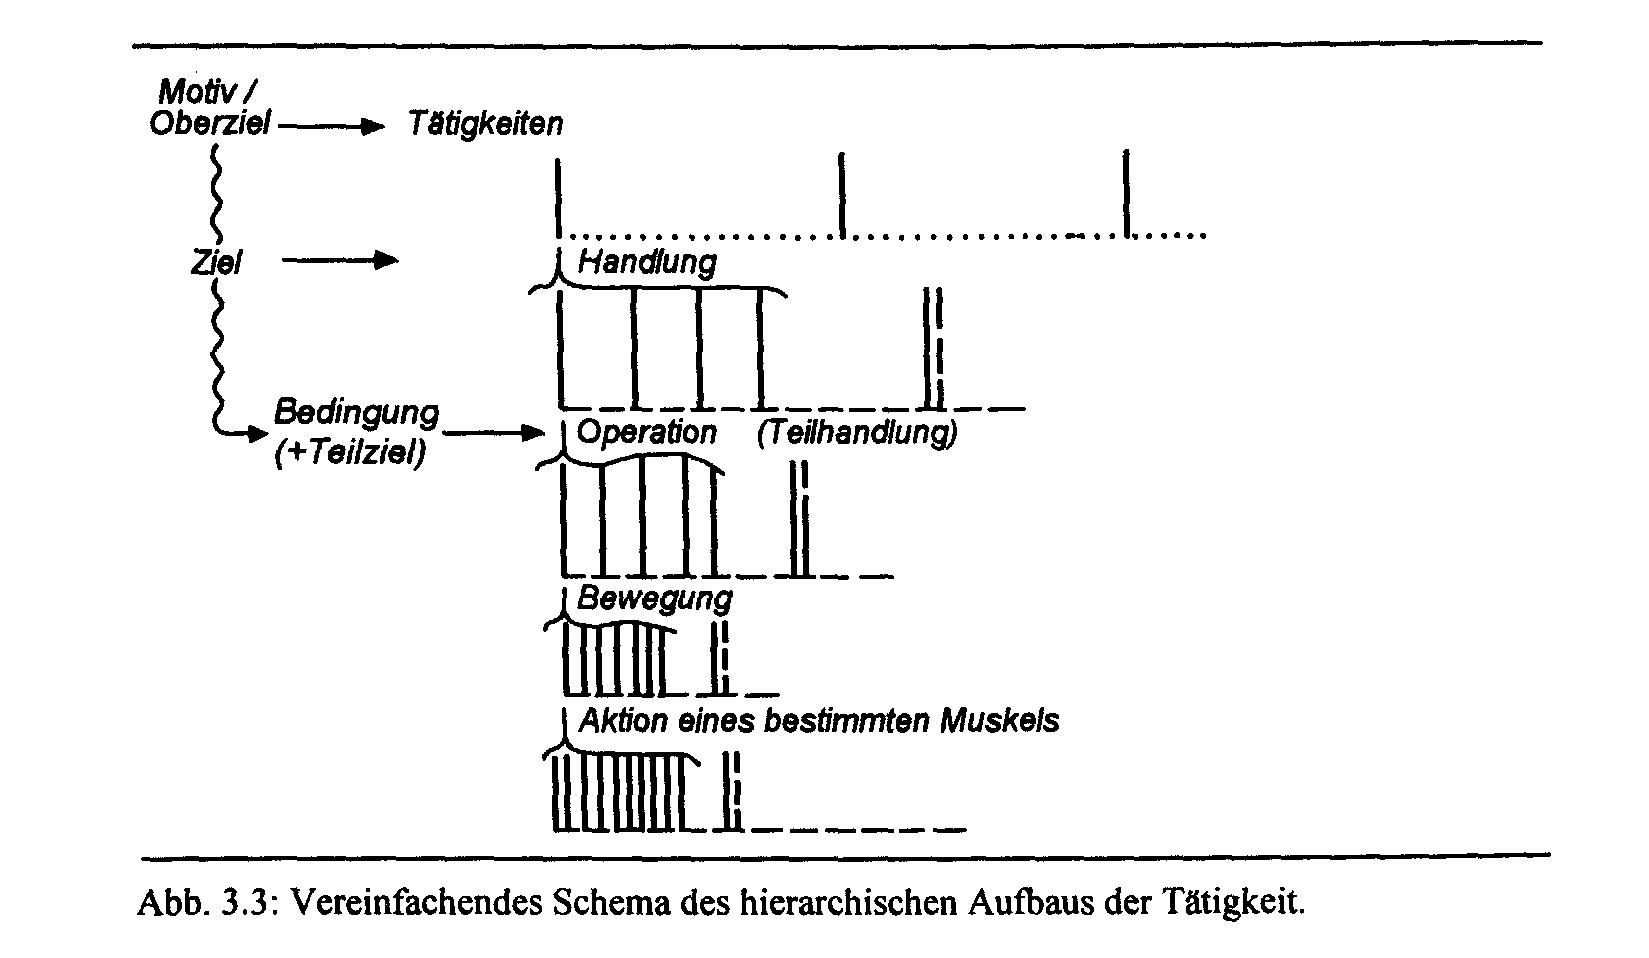 Motiv /
Oberziel
Tätigkeiten
Ziel
Handlung
Bedingung
(+Teilziel)
Operation (Teilhandlung)
Bewegung
Aktion eines bestimmten Muskels
Abb. 3.3: Vereinfachendes Schema des hierarchischen Aufbaus der Tätigkeit.